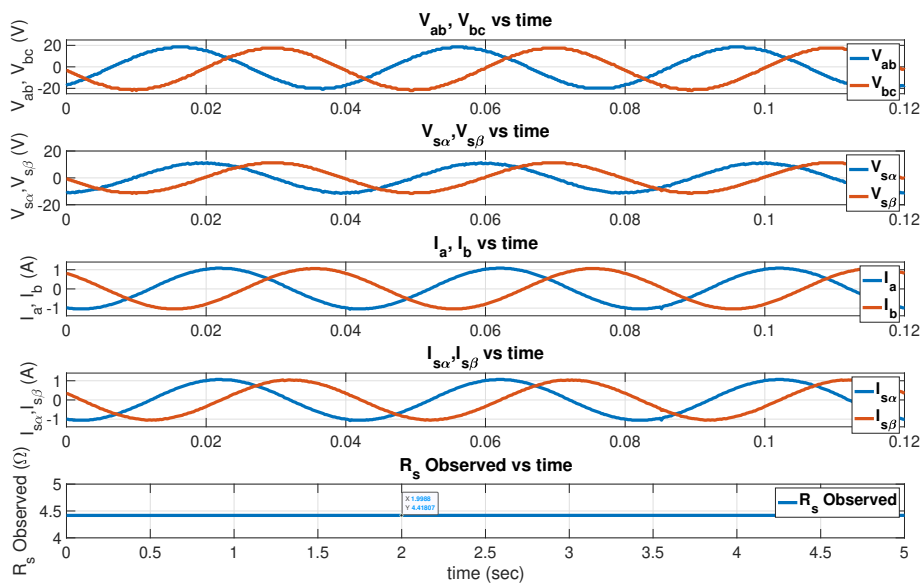 V_ab, V_bc vs time
V_ab, V_bc (V)
20
0
-20
V_ab
V_bc
0 0.02 0.04 0.06 0.08 0.1 0.12
V_sα,V_sβ vs time
V_sα,V_sβ (V)
20
0
-20
V_sα
V_sβ
0 0.02 0.04 0.06 0.08 0.1 0.12
I_a, I_b vs time
I_a, I_b (A)
1
0
-1
I_a
I_b
0 0.02 0.04 0.06 0.08 0.1 0.12
I_sα,I_sβ vs time
I_sα,I_sβ (A)
1
0
-1
I_sα
I_sβ
0 0.02 0.04 0.06 0.08 0.1 0.12
R_s Observed vs time
R_s Observed (Ω)
5
4.5
4
X 1.9988
Y 4.41807
R_s Observed
0 0.5 1 1.5 2 2.5 3 3.5 4 4.5 5
time (sec)